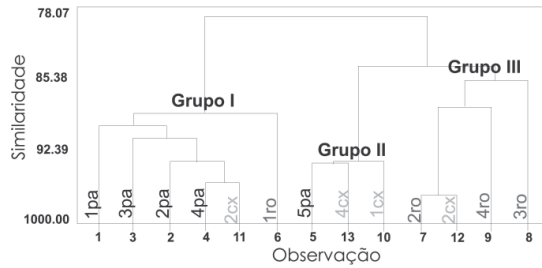 78.07
85.38
92.39
1000.00
Similaridade
Grupo I
Grupo II
Grupo III
1pa 3pa 2pa 4pa 2cx 1ro 5pa 4cx 1cx 2ro 2cx 4ro 3ro
1 3 2 4 11 6 5 13 10 7 12 9 8
Observação